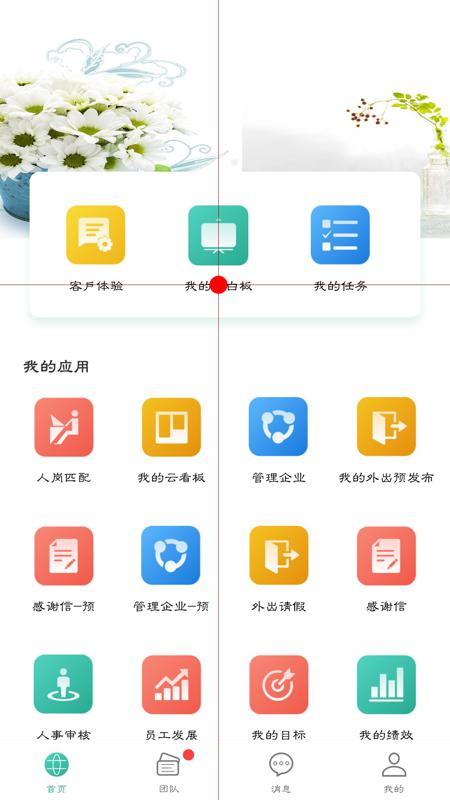 客户体验
我的 白板
我的任务
我的应用
人岗匹配
我的云看板
管理企业
我的外出预发布
感谢信-预
管理企业-预
外出请假
感谢信
人事审核
员工发展
我的目标
我的绩效
首页
团队
消息
我的